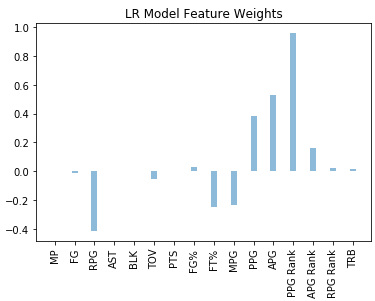 LR Model Feature Weights
1.0
0.8
0.6
0.4
0.2
0.0
−0.2
−0.4
MP
FG
RPG
AST
BLK
TOV
PTS
FG%
FT%
MPG
PPG
APG
PPG Rank
APG Rank
RPG Rank
TRB